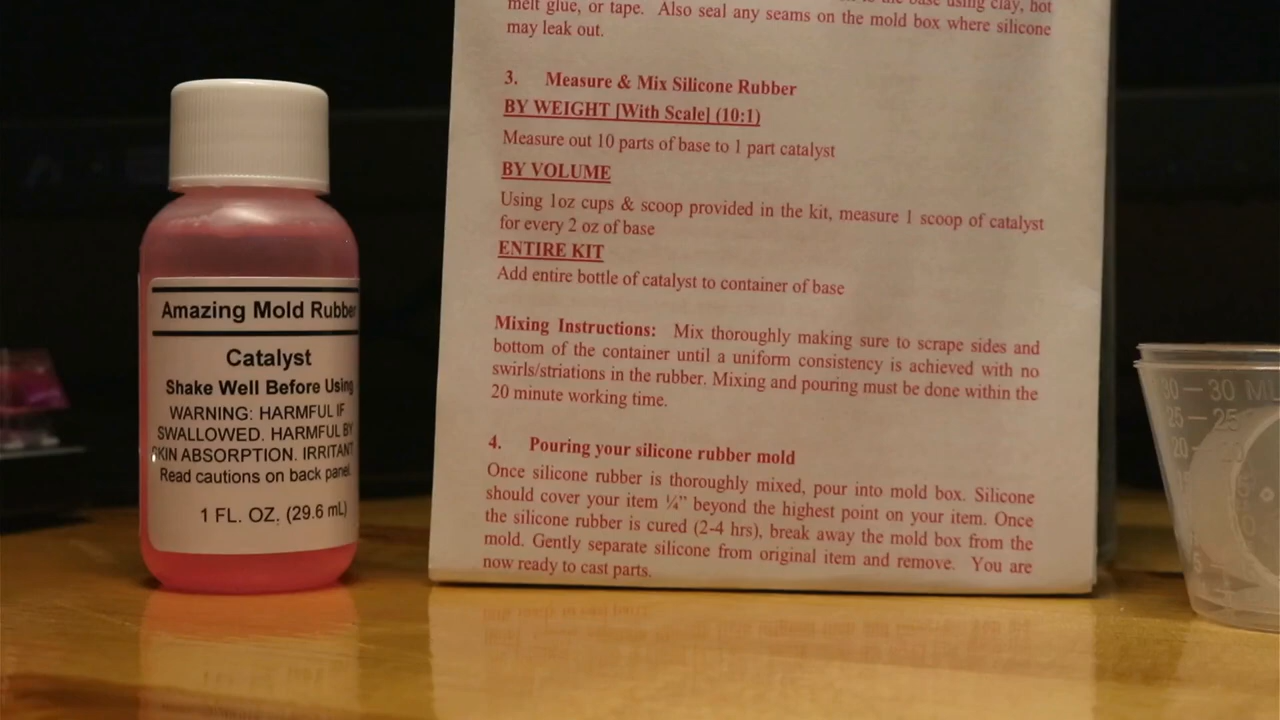 Amazing Mold Rubber
Catalyst
Shake Well Before Using
WARNING: HARMFUL IF
SWALLOWED. HARMFUL BY
SKIN ABSORPTION. IRRITANT
Read cautions on back panel.
1 FL. OZ. (29.6 mL)
to the base using clay, hot
melt glue, or tape. Also seal any seams on the mold box where silicone
may leak out.
3. Measure & Mix Silicone Rubber
BY WEIGHT [With Scale] (10:1)
Measure out 10 parts of base to 1 part catalyst
BY VOLUME
Using 1oz cups & scoop provided in the kit, measure 1 scoop of catalyst
for every 2 oz of base
ENTIRE KIT
Add entire bottle of catalyst to container of base
Mixing Instructions: Mix thoroughly making sure to scrape sides and
bottom of the container until a uniform consistency is achieved with no
swirls/striations in the rubber. Mixing and pouring must be done within the
20 minute working time.
4. Pouring your silicone rubber mold
Once silicone rubber is thoroughly mixed, pour into mold box. Silicone
should cover your item ¼” beyond the highest point on your item. Once
the silicone rubber is cured (2-4 hrs), break away the mold box from the
mold. Gently separate silicone from original item and remove. You are
now ready to cast parts.
30 — 30 ML
25 — 25
20
5